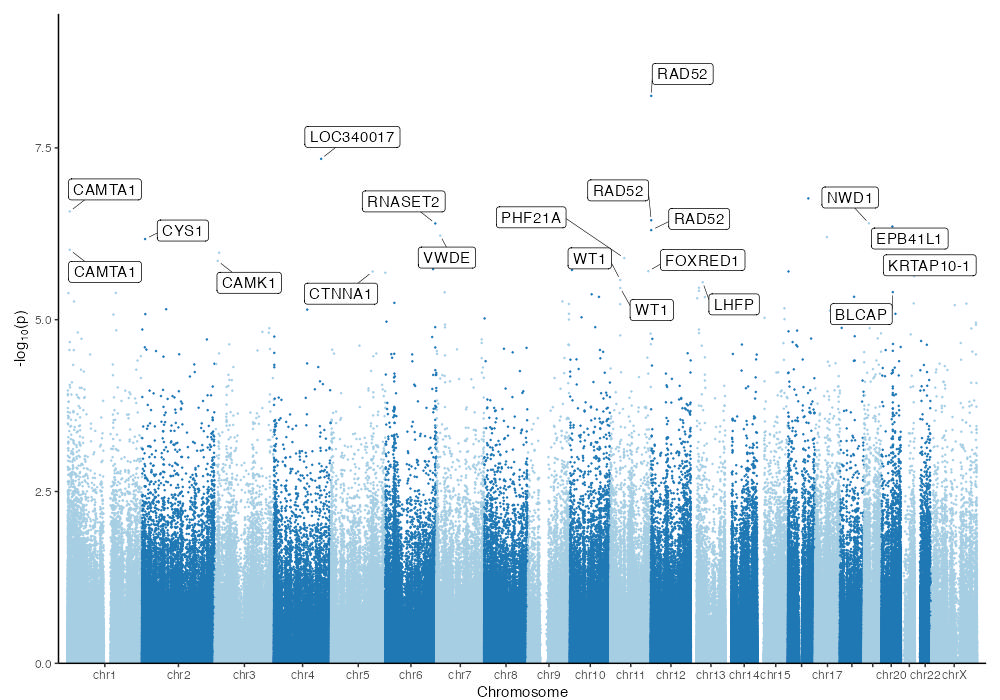 RAD52
LOC340017
7.5
CAMTA1
RAD52
NWD1
RNASET2
PHF21A
RAD52
CYS1
EPB41L1
VWDE
WT1
FOXRED1
KRTAP10-1
CAMTA1
CAMK1
CTNNA1
LHFP
WT1
BLCAP
5.0
-log10(p)
2.5
0.0
chr1 chr2 chr3 chr4 chr5 chr6 chr7 chr8 chr9 chr10 chr11 chr12 chr13 chr14 chr15 chr17 chr20 chr22 chrX
Chromosome